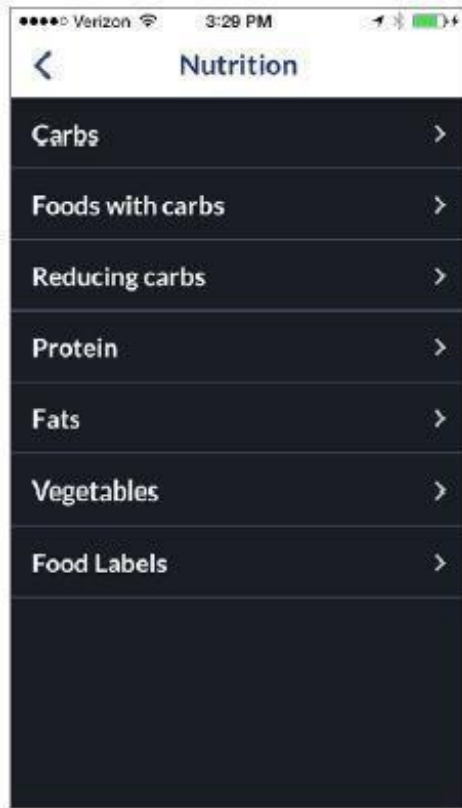 Verizon 3:29 PM
Nutrition
Carbs
Foods with carbs
Reducing carbs
Protein
Fats
Vegetables
Food Labels